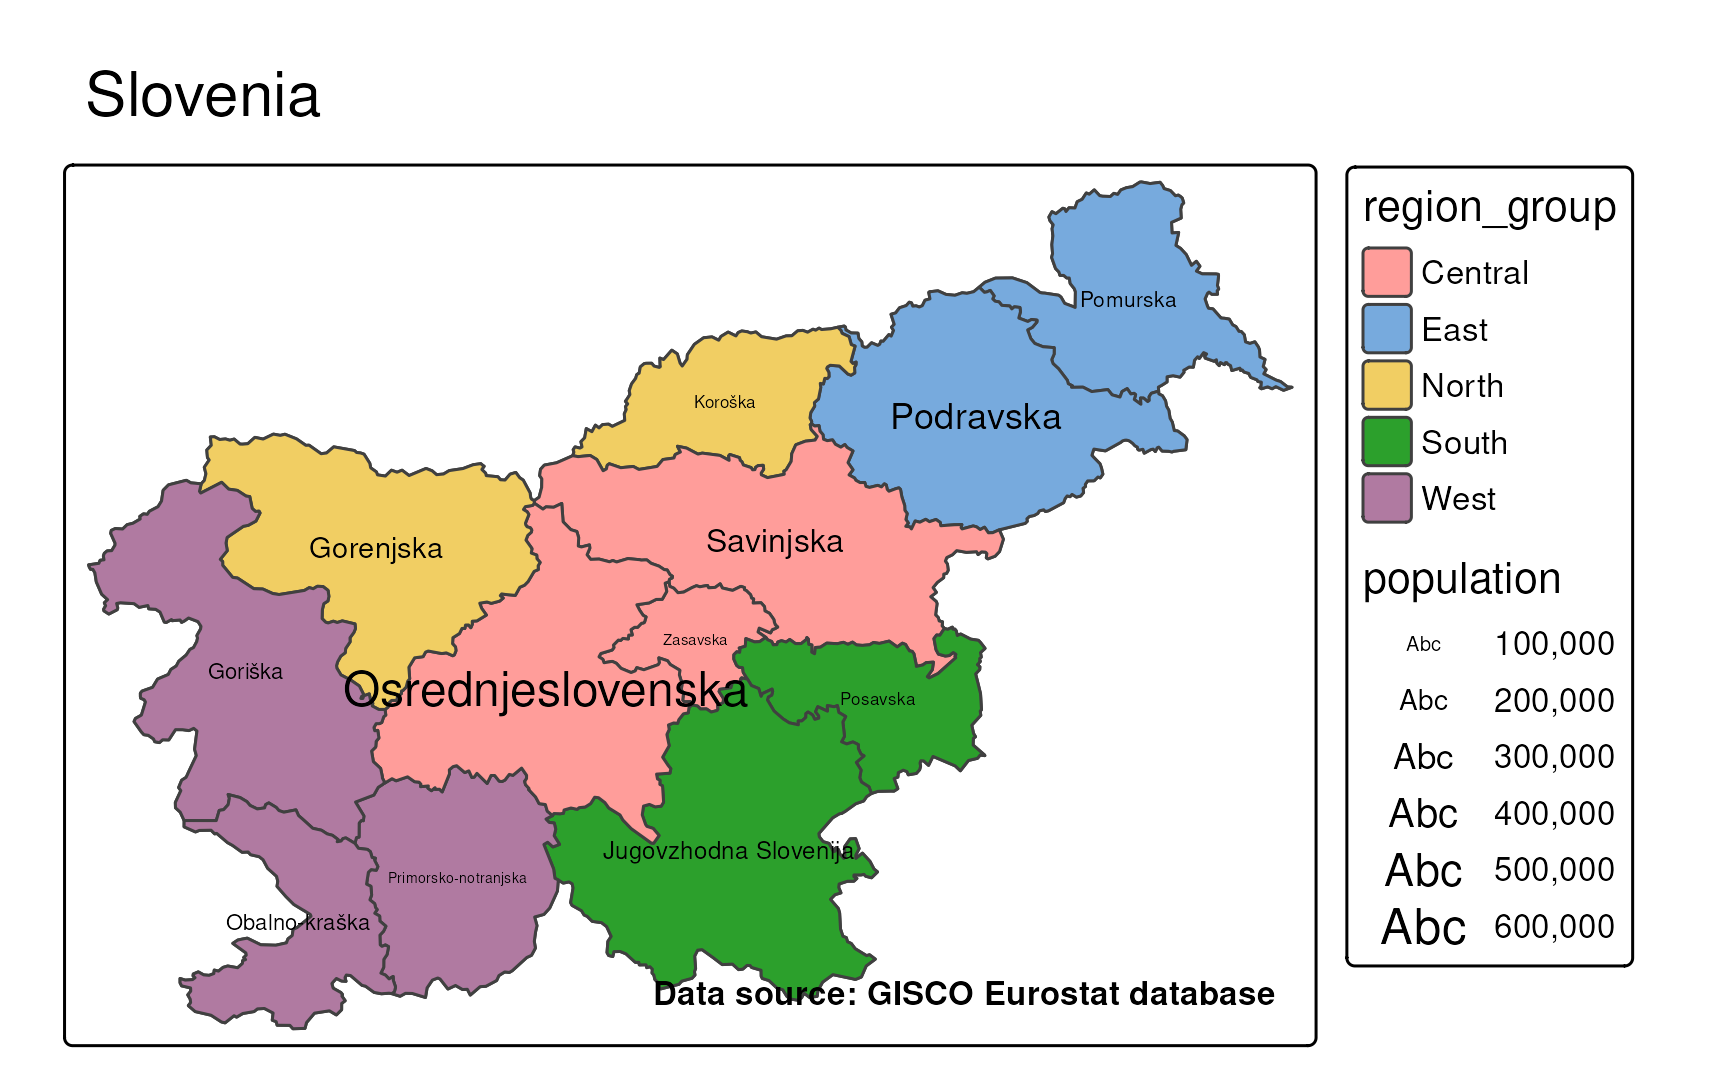 Slovenia
Pomurska
Koroška
Podravska
Gorenjska
Savinjska
Zasavska
Goriška
Osrednjeslovenska
Posavska
Jugovzhodna Slovenija
Primorsko-notranjska
Obalno-kraška
Data source: GISCO Eurostat database
region_group
Central
East
North
South
West
population
Abc 100,000
Abc 200,000
Abc 300,000
Abc 400,000
Abc 500,000
Abc 600,000